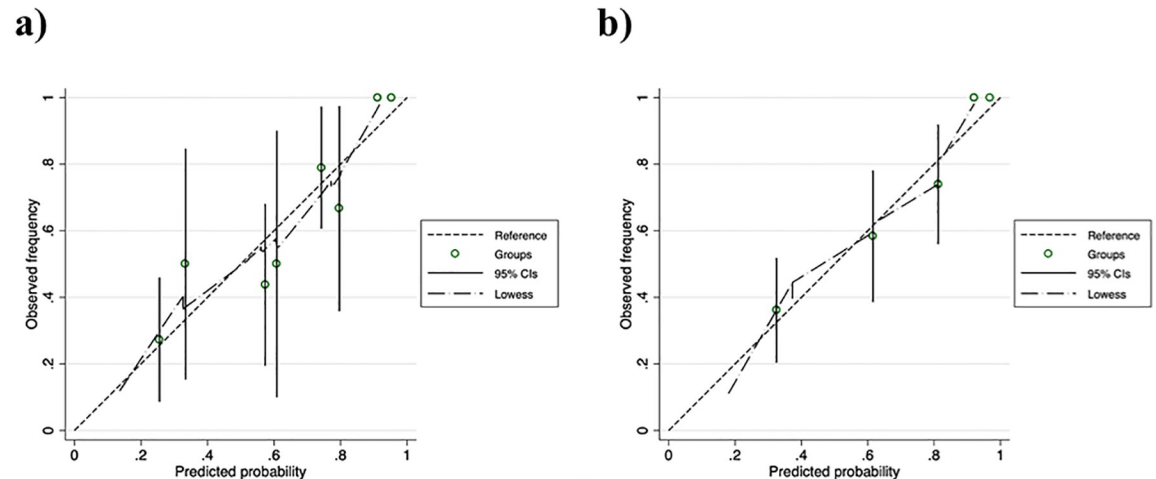 a)
Observed frequency
1
.8
.6
.4
.2
0
0 .2 .4 .6 .8 1
Predicted probability
Reference
Groups
95% CIs
Lowess
b)
Observed frequency
1
.8
.6
.4
.2
0
0 .2 .4 .6 .8 1
Predicted probability
Reference
Groups
95% CIs
Lowess